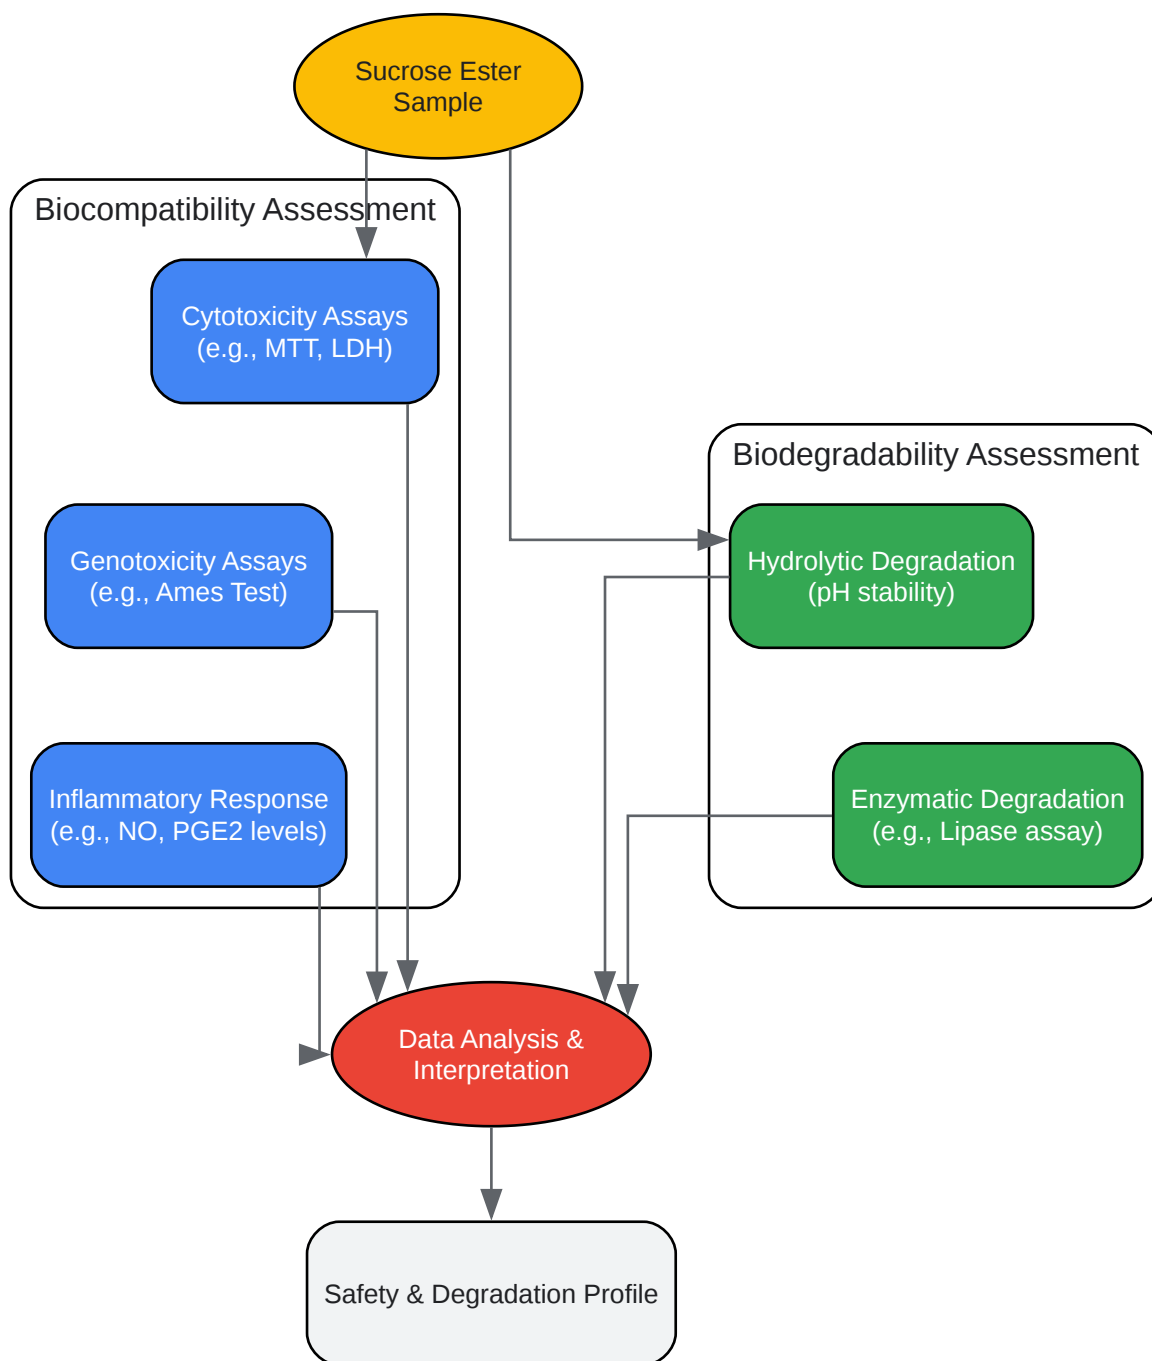 Sucrose Ester
Sample
Biocompatibility Assessment
Cytotoxicity Assays
(e.g., MTT, LDH)
Genotoxicity Assays
(e.g., Ames Test)
Inflammatory Response
(e.g., NO, PGE2 levels)
Biodegradability Assessment
Hydrolytic Degradation
(pH stability)
Enzymatic Degradation
(e.g., Lipase assay)
Data Analysis &
Interpretation
Safety & Degradation Profile